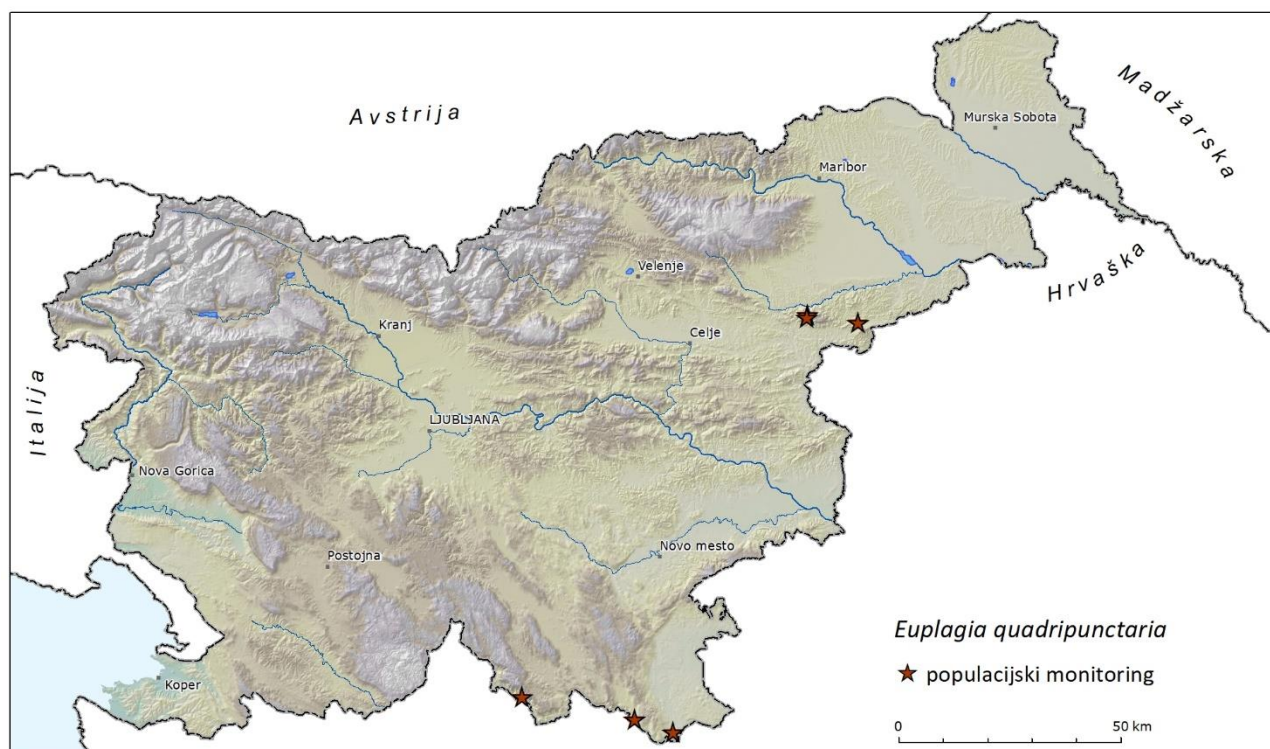 Avstrija
Madžarska
Murska Sobota
Maribor
Hrvaška
Velenje
Kranj
Celje
Italija
LJUBLJANA
Nova Gorica
Novo mesto
Postojna
Koper
Euplagia quadripunctaria
populacijski monitoring
0 50 km